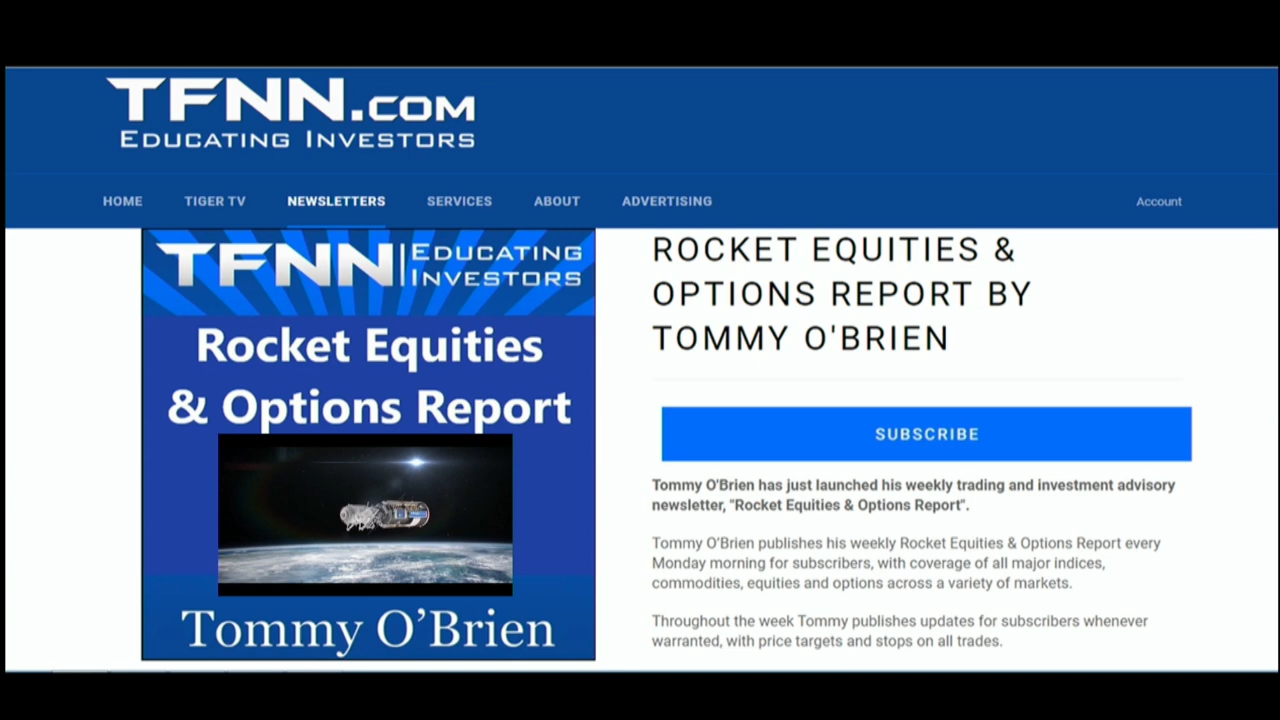 TFNN.COM
EDUCATING INVESTORS
HOME TIGER TV NEWSLETTERS SERVICES ABOUT ADVERTISING Account
TFNN EDUCATING
INVESTORS
Rocket Equities
& Options Report
Tommy O’Brien
ROCKET EQUITIES &
OPTIONS REPORT BY
TOMMY O'BRIEN
SUBSCRIBE
Tommy O'Brien has just launched his weekly trading and investment advisory
newsletter, "Rocket Equities & Options Report".
Tommy O’Brien publishes his weekly Rocket Equities & Options Report every
Monday morning for subscribers, with coverage of all major indices,
commodities, equities and options across a variety of markets.
Throughout the week Tommy publishes updates for subscribers whenever
warranted, with price targets and stops on all trades.